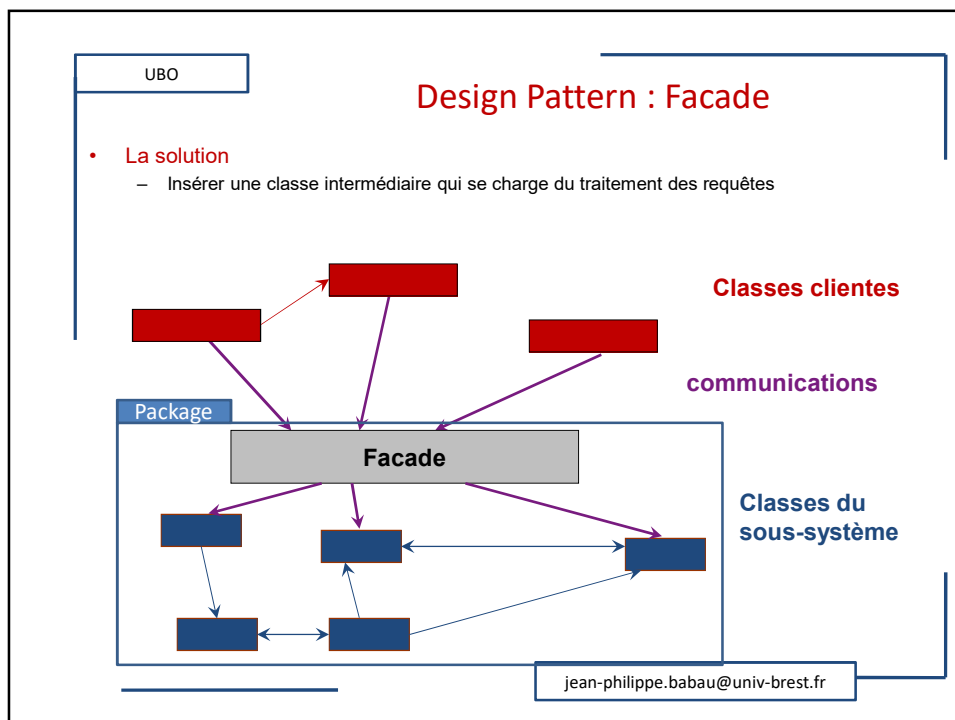 UBO
Design Pattern : Facade
• La solution
– Insérer une classe intermédiaire qui se charge du traitement des requêtes
Classes clientes
communications
Package
Facade
Classes du
sous-système
jean-philippe.babau@univ-brest.fr